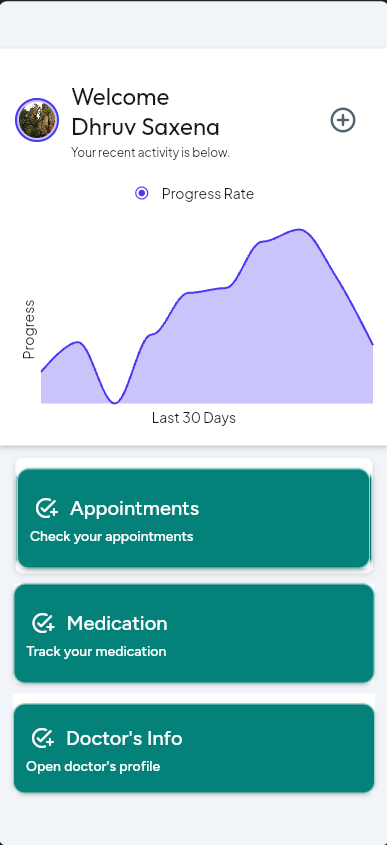 Welcome
Dhruv Saxena
Your recent activity is below.
Progress Rate
Progress
Last 30 Days
Appointments
Check your appointments
Medication
Track your medication
Doctor's Info
Open doctor's profile